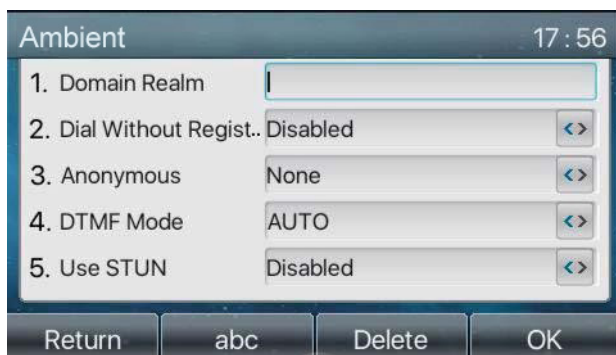 Ambient 17:56
1. Domain Realm
2. Dial Without Regist.. Disabled
3. Anonymous None
4. DTMF Mode AUTO
5. Use STUN Disabled
Return abc Delete OK